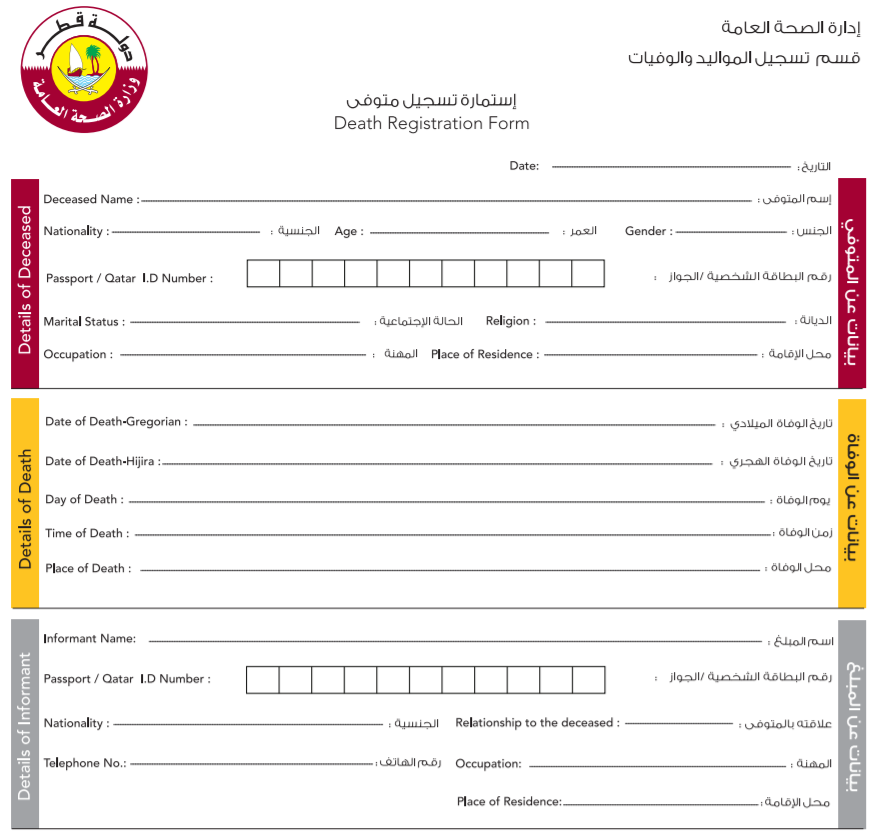 دولة قطر
وزارة الصحة العامة
إدارة الصحة العامة
قسم تسجيل المواليد والوفيات
إستمارة تسجيل متوفى
Death Registration Form
Date: التاريخ :
Details of Deceased
بيانات عن المتوفي
Deceased Name : إسم المتوفى :
Nationality : الجنسية : Age : العمر : Gender : الجنس :
Passport / Qatar I.D Number : رقم البطاقة الشخصية /الجواز :
Marital Status : الحالة الإجتماعية : Religion : الديانة :
Occupation : المهنة : Place of Residence : محل الإقامة :
Details of Death
بيانات عن الوفاة
Date of Death-Gregorian : تاريخ الوفاة الميلادي :
Date of Death-Hijira : تاريخ الوفاة الهجري :
Day of Death : يوم الوفاة :
Time of Death : زمن الوفاة :
Place of Death : محل الوفاة :
Details of Informant
بيانات عن المبلغ
Informant Name: اسم المبلغ :
Passport / Qatar I.D Number : رقم البطاقة الشخصية /الجواز :
Nationality : الجنسية : Relationship to the deceased : علاقته بالمتوفى :
Telephone No.: رقم الهاتف : Occupation: المهنة :
Place of Residence: محل الإقامة :